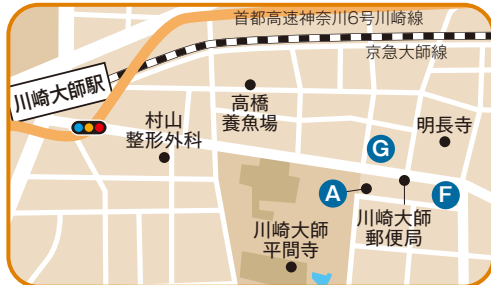 首都高速神奈川6号川崎線
京急大師線
川崎大師駅
高橋
養魚場
村山
整形外科
明長寺
G
A
F
川崎大師
郵便局
川崎大師
平間寺